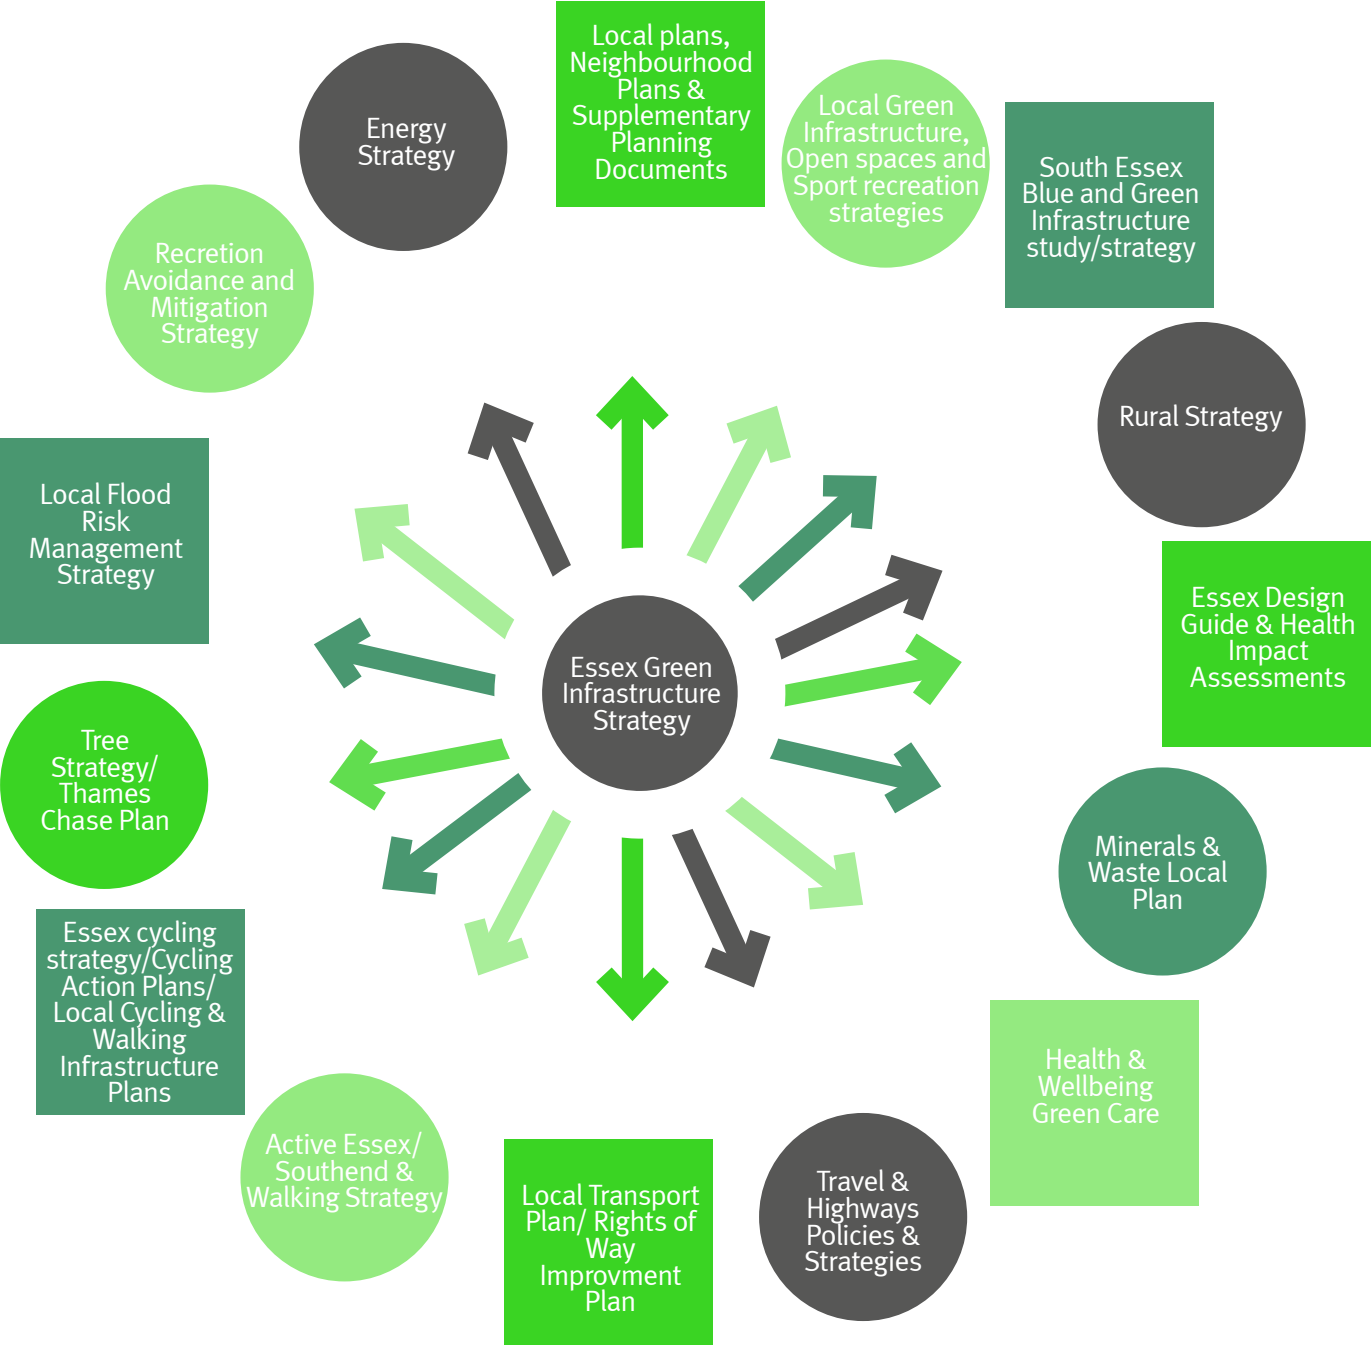 Local plans,
Neighbourhood
Plans &
Supplementary
Planning
Documents
Local Green
Infrastructure,
Open spaces and
Sport recreation
strategies
South Essex
Blue and Green
Infrastructure
study/strategy
Rural Strategy
Essex Design
Guide & Health
Impact
Assessments
Minerals &
Waste Local
Plan
Health &
Wellbeing
Green Care
Travel &
Highways
Policies &
Strategies
Local Transport
Plan/ Rights of
Way
Improvment
Plan
Active Essex/
Southend &
Walking Strategy
Essex cycling
strategy/Cycling
Action Plans/
Local Cycling &
Walking
Infrastructure
Plans
Tree
Strategy/
Thames
Chase Plan
Local Flood
Risk
Management
Strategy
Recretion
Avoidance and
Mitigation
Strategy
Energy
Strategy
Essex Green
Infrastructure
Strategy